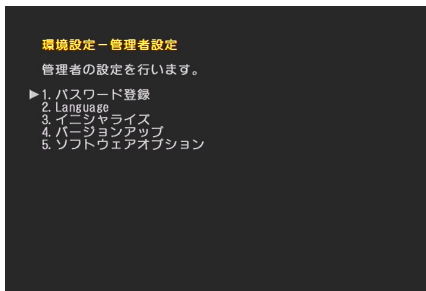 環境設定－管理者設定
管理者の設定を行います。
▶1. パスワード登録
2. Language
3. イニシャライズ
4. バージョンアップ
5. ソフトウェアオプション